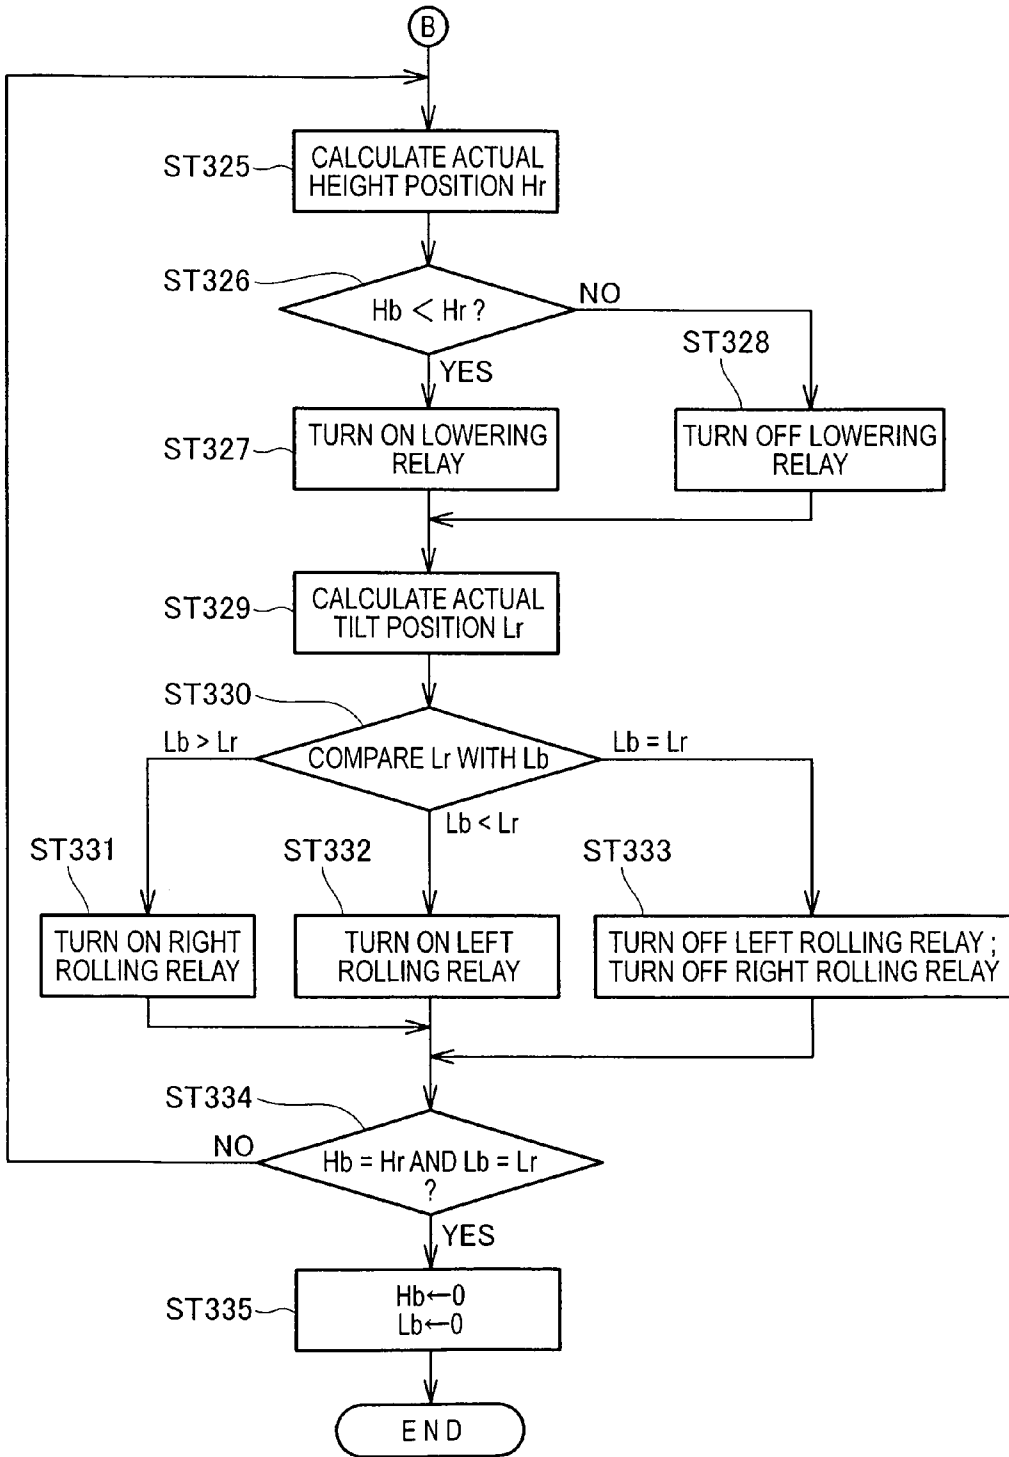 B
ST325
CALCULATE ACTUAL
HEIGHT POSITION Hr
ST326
Hb < Hr ?
NO
YES
ST328
ST327
TURN ON LOWERING
RELAY
TURN OFF LOWERING
RELAY
ST329
CALCULATE ACTUAL
TILT POSITION Lr
ST330
Lb > Lr
COMPARE Lr WITH Lb
Lb = Lr
Lb < Lr
ST331
ST332
ST333
TURN ON RIGHT
ROLLING RELAY
TURN ON LEFT
ROLLING RELAY
TURN OFF LEFT ROLLING RELAY ;
TURN OFF RIGHT ROLLING RELAY
ST334
NO
Hb = Hr AND Lb = Lr
?
YES
ST335
Hb←0
Lb←0
END